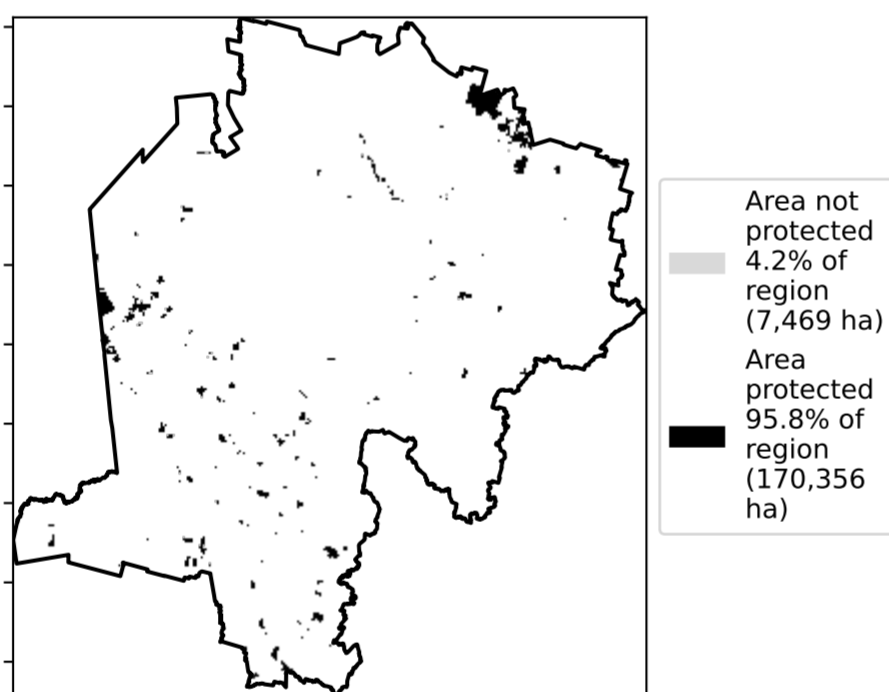 Area not
protected
4.2% of
region
(7,469 ha)
Area
protected
95.8% of
region
(170,356
ha)